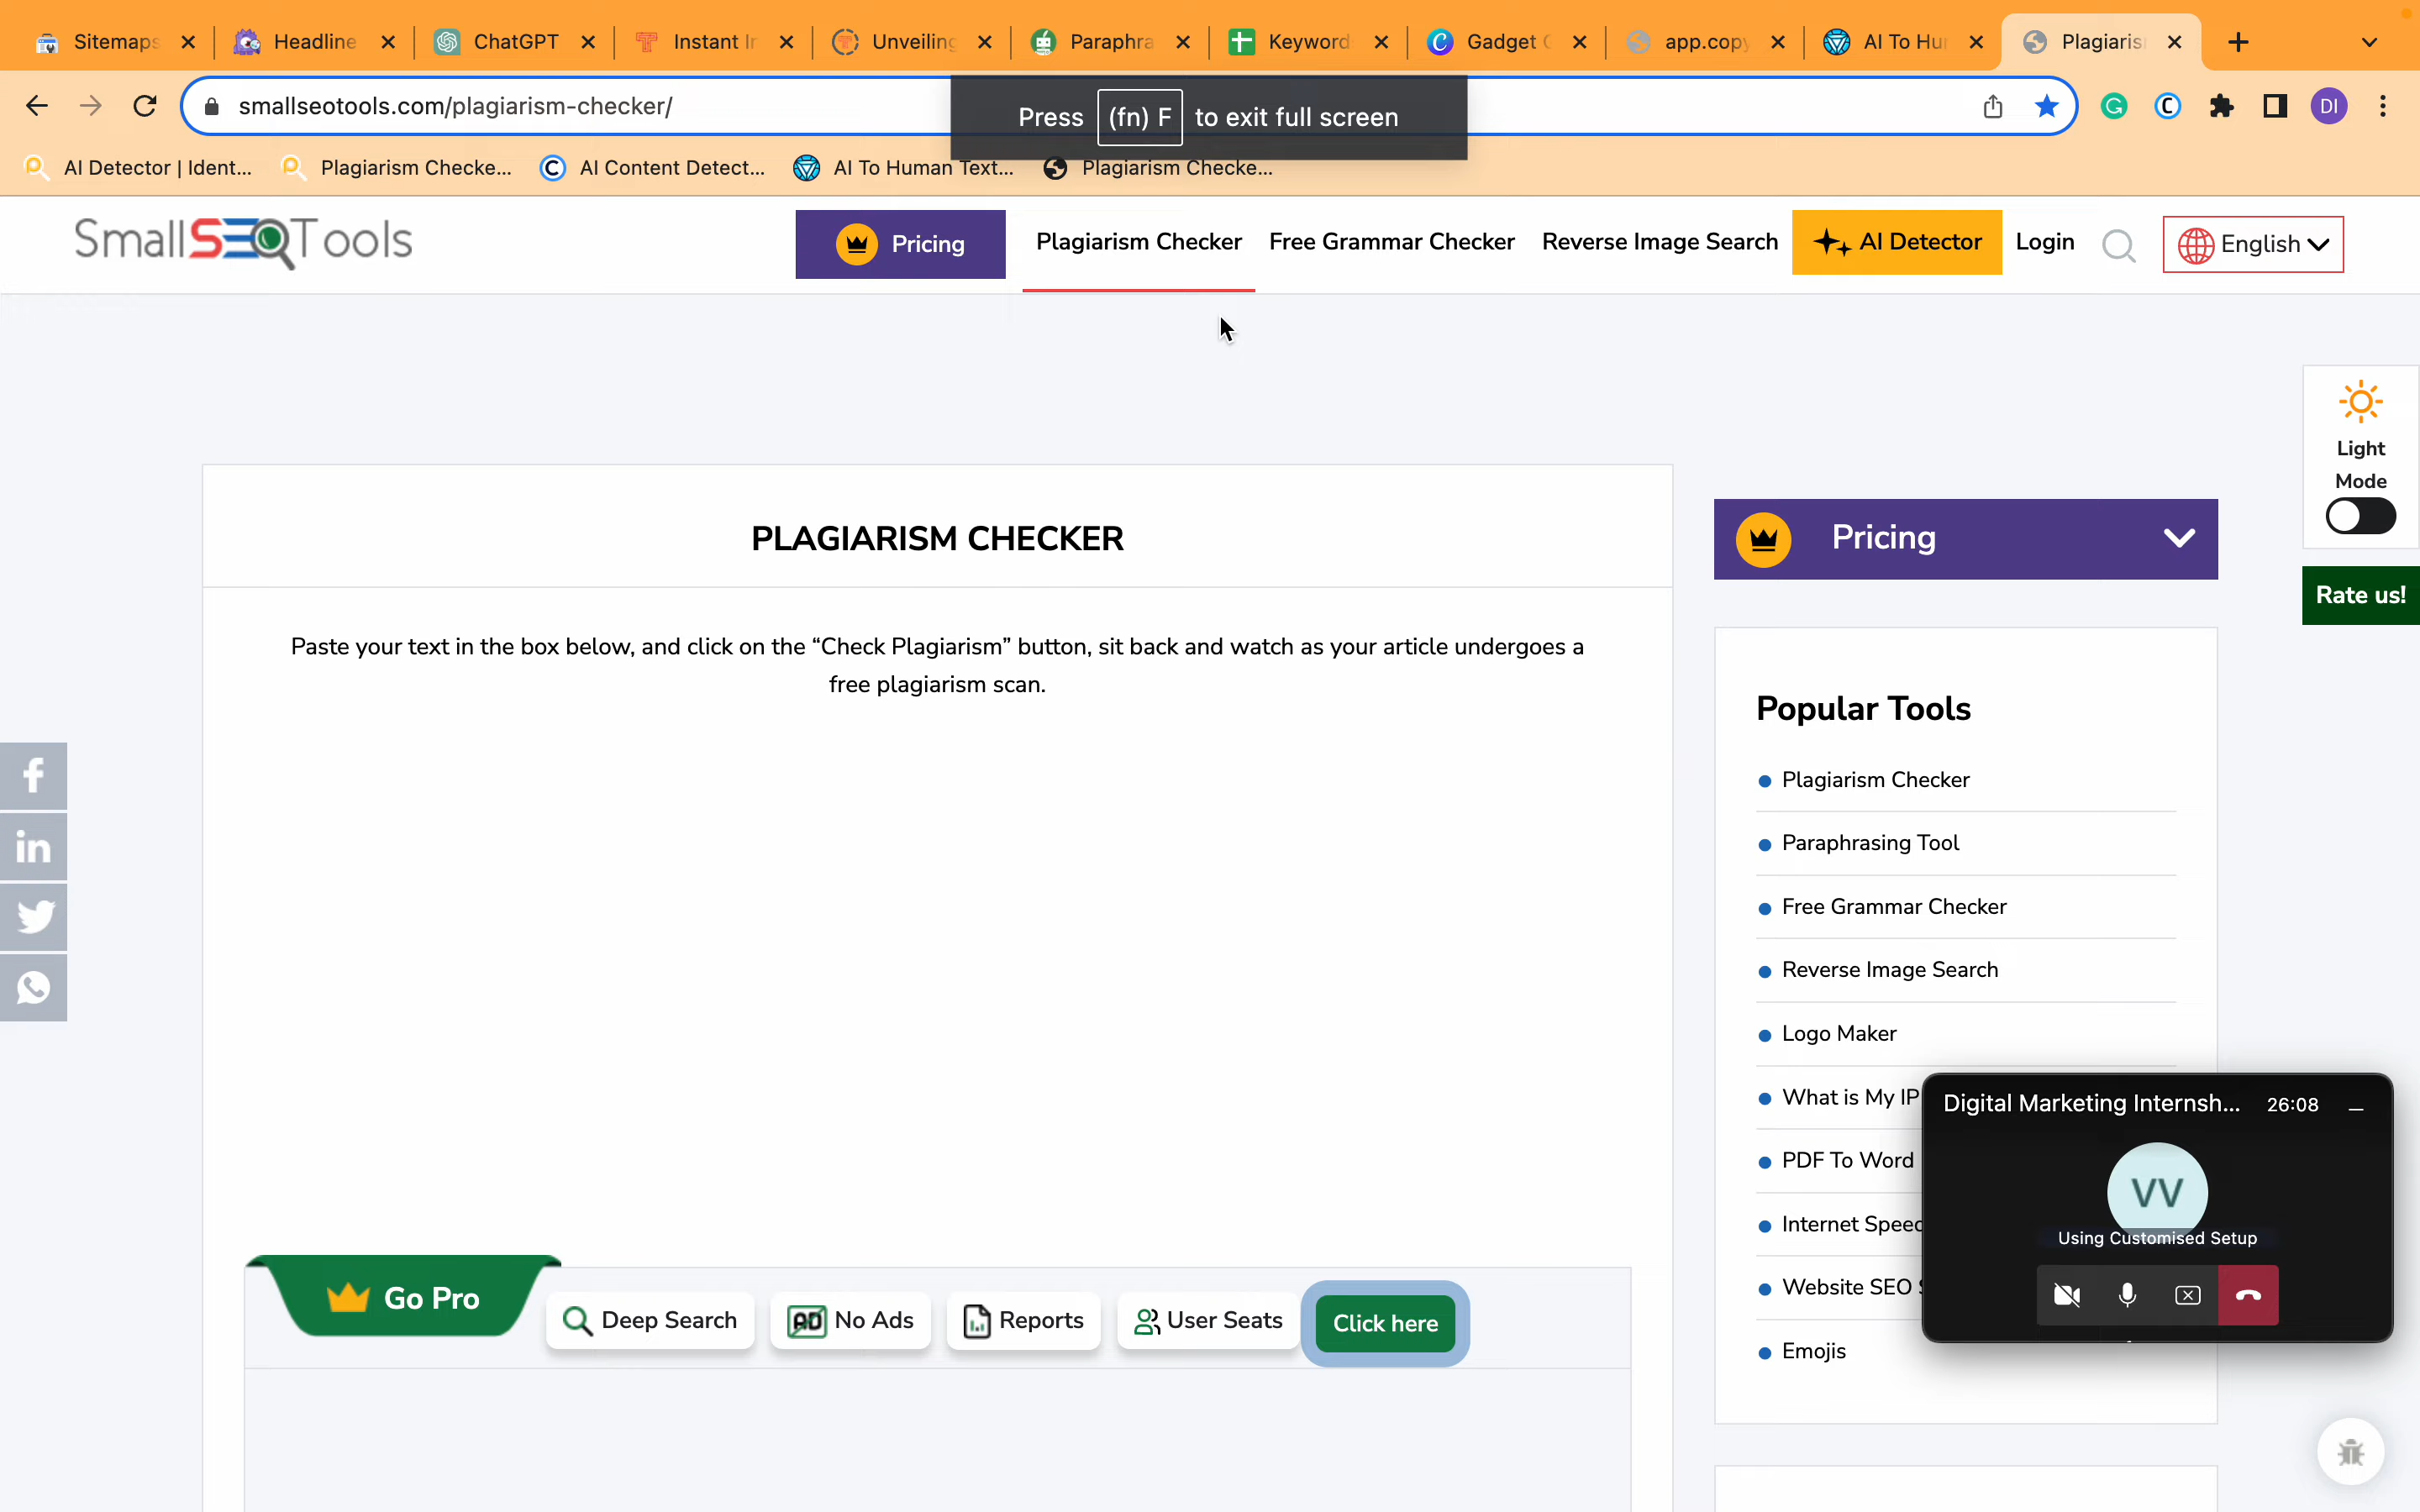 Sitemaps
Headline
ChatGPT
Instant
Unveiling
Paraphra
Keyword
Gadget
app.copy
AI To Hu
Plagiaris
smallseotools.com/plagiarism-checker/
Press (fn) F to exit full screen
DI
AI Detector | Ident...
Plagiarism Checke...
AI Content Detect...
AI To Human Text...
Plagiarism Checke...
SmallSEOTools
Pricing
Plagiarism Checker
Free Grammar Checker
Reverse Image Search
AI Detector
Login
English
Light
Mode
PLAGIARISM CHECKER
Pricing
Rate us!
Paste your text in the box below, and click on the “Check Plagiarism” button, sit back and watch as your article undergoes a
free plagiarism scan.
Popular Tools
Plagiarism Checker
Paraphrasing Tool
Free Grammar Checker
Reverse Image Search
Logo Maker
What is My IP
PDF To Word
Internet Speed
Website SEO
Emojis
Digital Marketing Internsh... 26:08
VV
Using Customised Setup
Go Pro
Deep Search
No Ads
Reports
User Seats
Click here